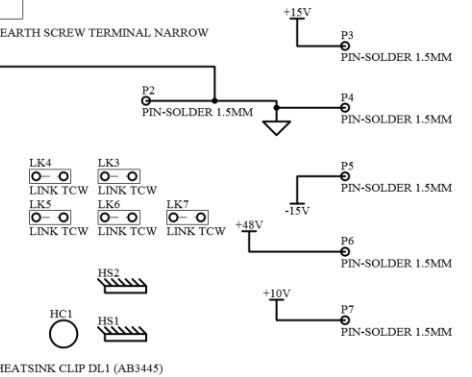 +15V
EARTH SCREW TERMINAL NARROW
P3
PIN-SOLDER 1.5MM
P2
PIN-SOLDER 1.5MM
P4
PIN-SOLDER 1.5MM
LK4 LK3
LINK TCW LINK TCW
P5
PIN-SOLDER 1.5MM
LK5 LK6 LK7
LINK TCW LINK TCW LINK TCW
-15V
+48V
P6
PIN-SOLDER 1.5MM
HS2
+10V
HC1 HS1
P7
PIN-SOLDER 1.5MM
HEATSINK CLIP DL1 (AB3445)